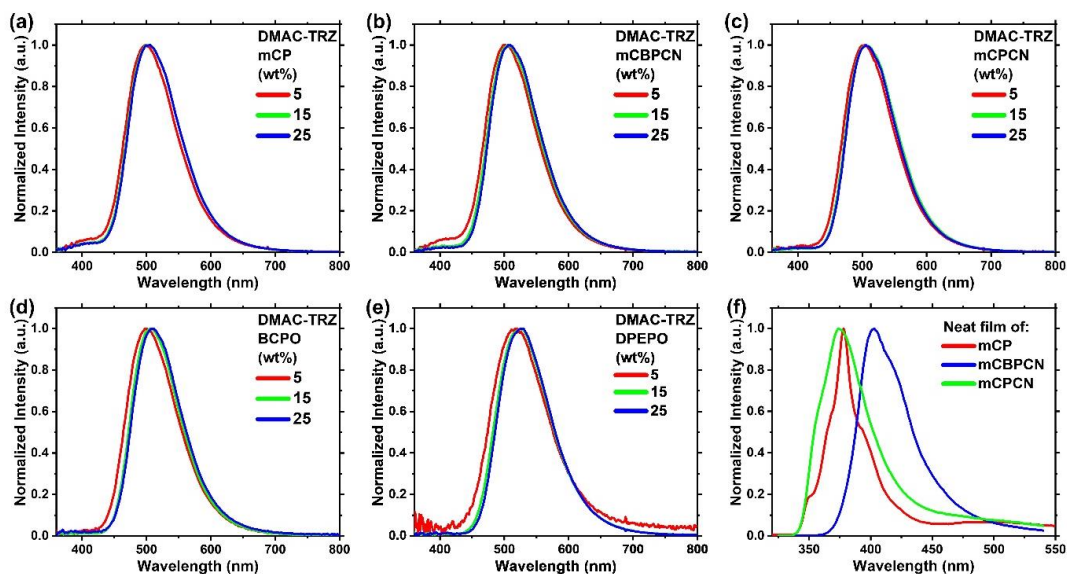 (a)
Normalized Intensity (a.u.)
1.0
0.8
0.6
0.4
0.2
0.0
DMAC-TRZ
mCP
(wt%)
5
15
25
400 500 600 700 800
Wavelength (nm)
(b)
Normalized Intensity (a.u.)
1.0
0.8
0.6
0.4
0.2
0.0
DMAC-TRZ
mCBPCN
(wt%)
5
15
25
400 500 600 700 800
Wavelength (nm)
(c)
Normalized Intensity (a.u.)
1.0
0.8
0.6
0.4
0.2
0.0
DMAC-TRZ
mCPCN
(wt%)
5
15
25
400 500 600 700 800
Wavelength (nm)
(d)
Normalized Intensity (a.u.)
1.0
0.8
0.6
0.4
0.2
0.0
DMAC-TRZ
BCPO
(wt%)
5
15
25
400 500 600 700 800
Wavelength (nm)
(e)
Normalized Intensity (a.u.)
1.0
0.8
0.6
0.4
0.2
0.0
DMAC-TRZ
DPEPO
(wt%)
5
15
25
400 500 600 700 800
Wavelength (nm)
(f)
Normalized Intensity (a.u.)
1.0
0.8
0.6
0.4
0.2
0.0
Neat film of:
mCP
mCBPCN
mCPCN
350 400 450 500 550
Wavelength (nm)